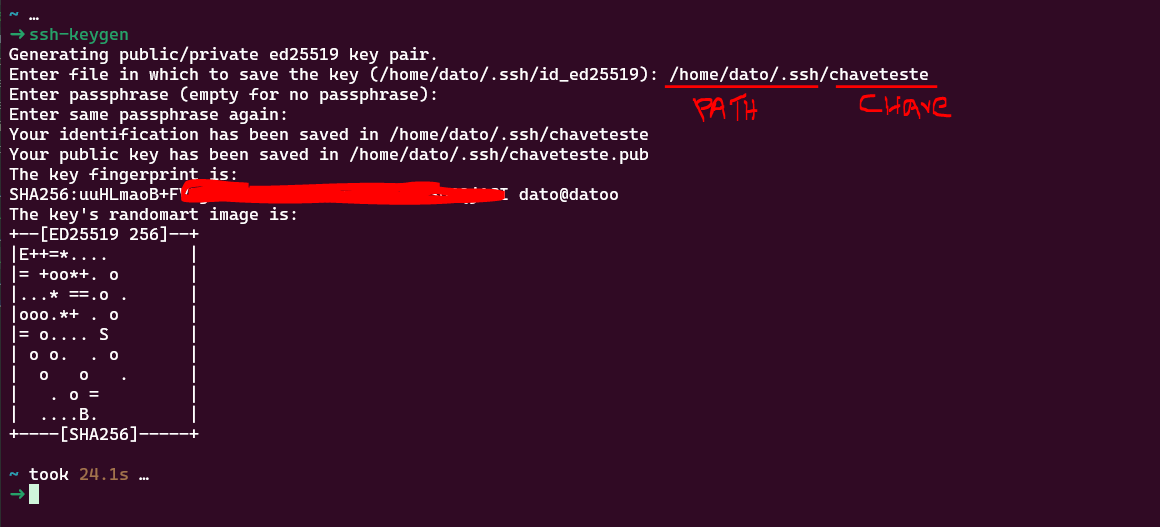 ~ …
→ ssh-keygen
Generating public/private ed25519 key pair.
Enter file in which to save the key (/home/dato/.ssh/id_ed25519): /home/dato/.ssh/chaveteste
Enter passphrase (empty for no passphrase):
PATH CHAVE
Enter same passphrase again:
Your identification has been saved in /home/dato/.ssh/chaveteste
Your public key has been saved in /home/dato/.ssh/chaveteste.pub
The key fingerprint is:
SHA256:uuHLmaoB+F dato@datoo
The key's randomart image is:
+--[ED25519 256]--+
|E++=*....        |
|= +oo*+. o       |
|...* ==.o .      |
|ooo.*+ . o       |
|= o.... S        |
| o o.  . o       |
|  o   o   .      |
|   . o =         |
|  ....B.         |
+----[SHA256]-----+
~ took 24.1s …
→